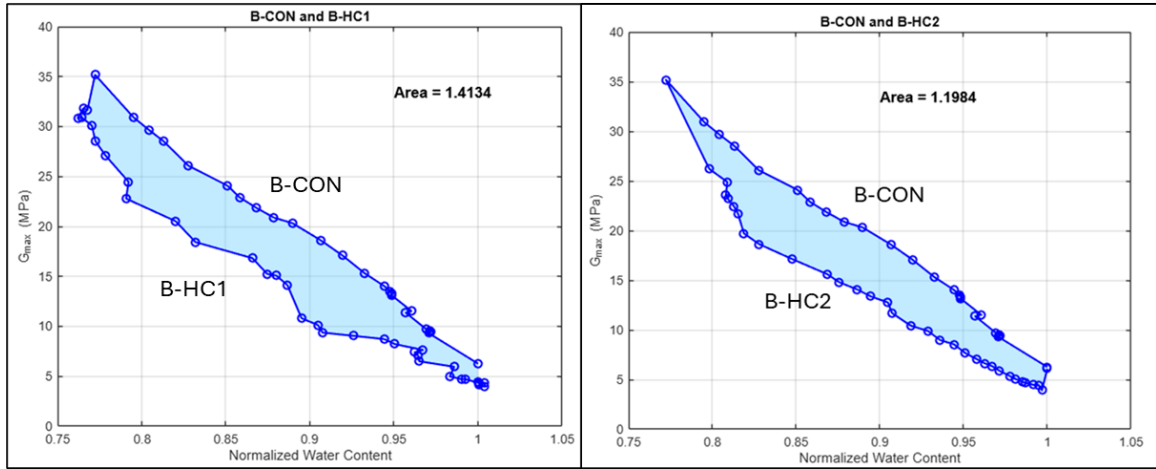 B-CON and B-HC1
Area = 1.4134
B-CON
B-HC1
G_max (MPa)
40
35
30
25
20
15
10
5
0
0.75 0.8 0.85 0.9 0.95 1 1.05
Normalized Water Content
B-CON and B-HC2
Area = 1.1984
B-CON
B-HC2
G_max (MPa)
40
35
30
25
20
15
10
5
0
0.75 0.8 0.85 0.9 0.95 1 1.05
Normalized Water Content